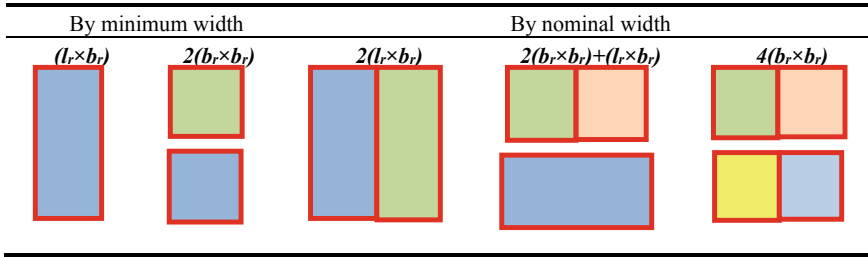 By minimum width By nominal width
(lᵣ×bᵣ) 2(bᵣ×bᵣ) 2(lᵣ×bᵣ) 2(bᵣ×bᵣ)+(lᵣ×bᵣ) 4(bᵣ×bᵣ)